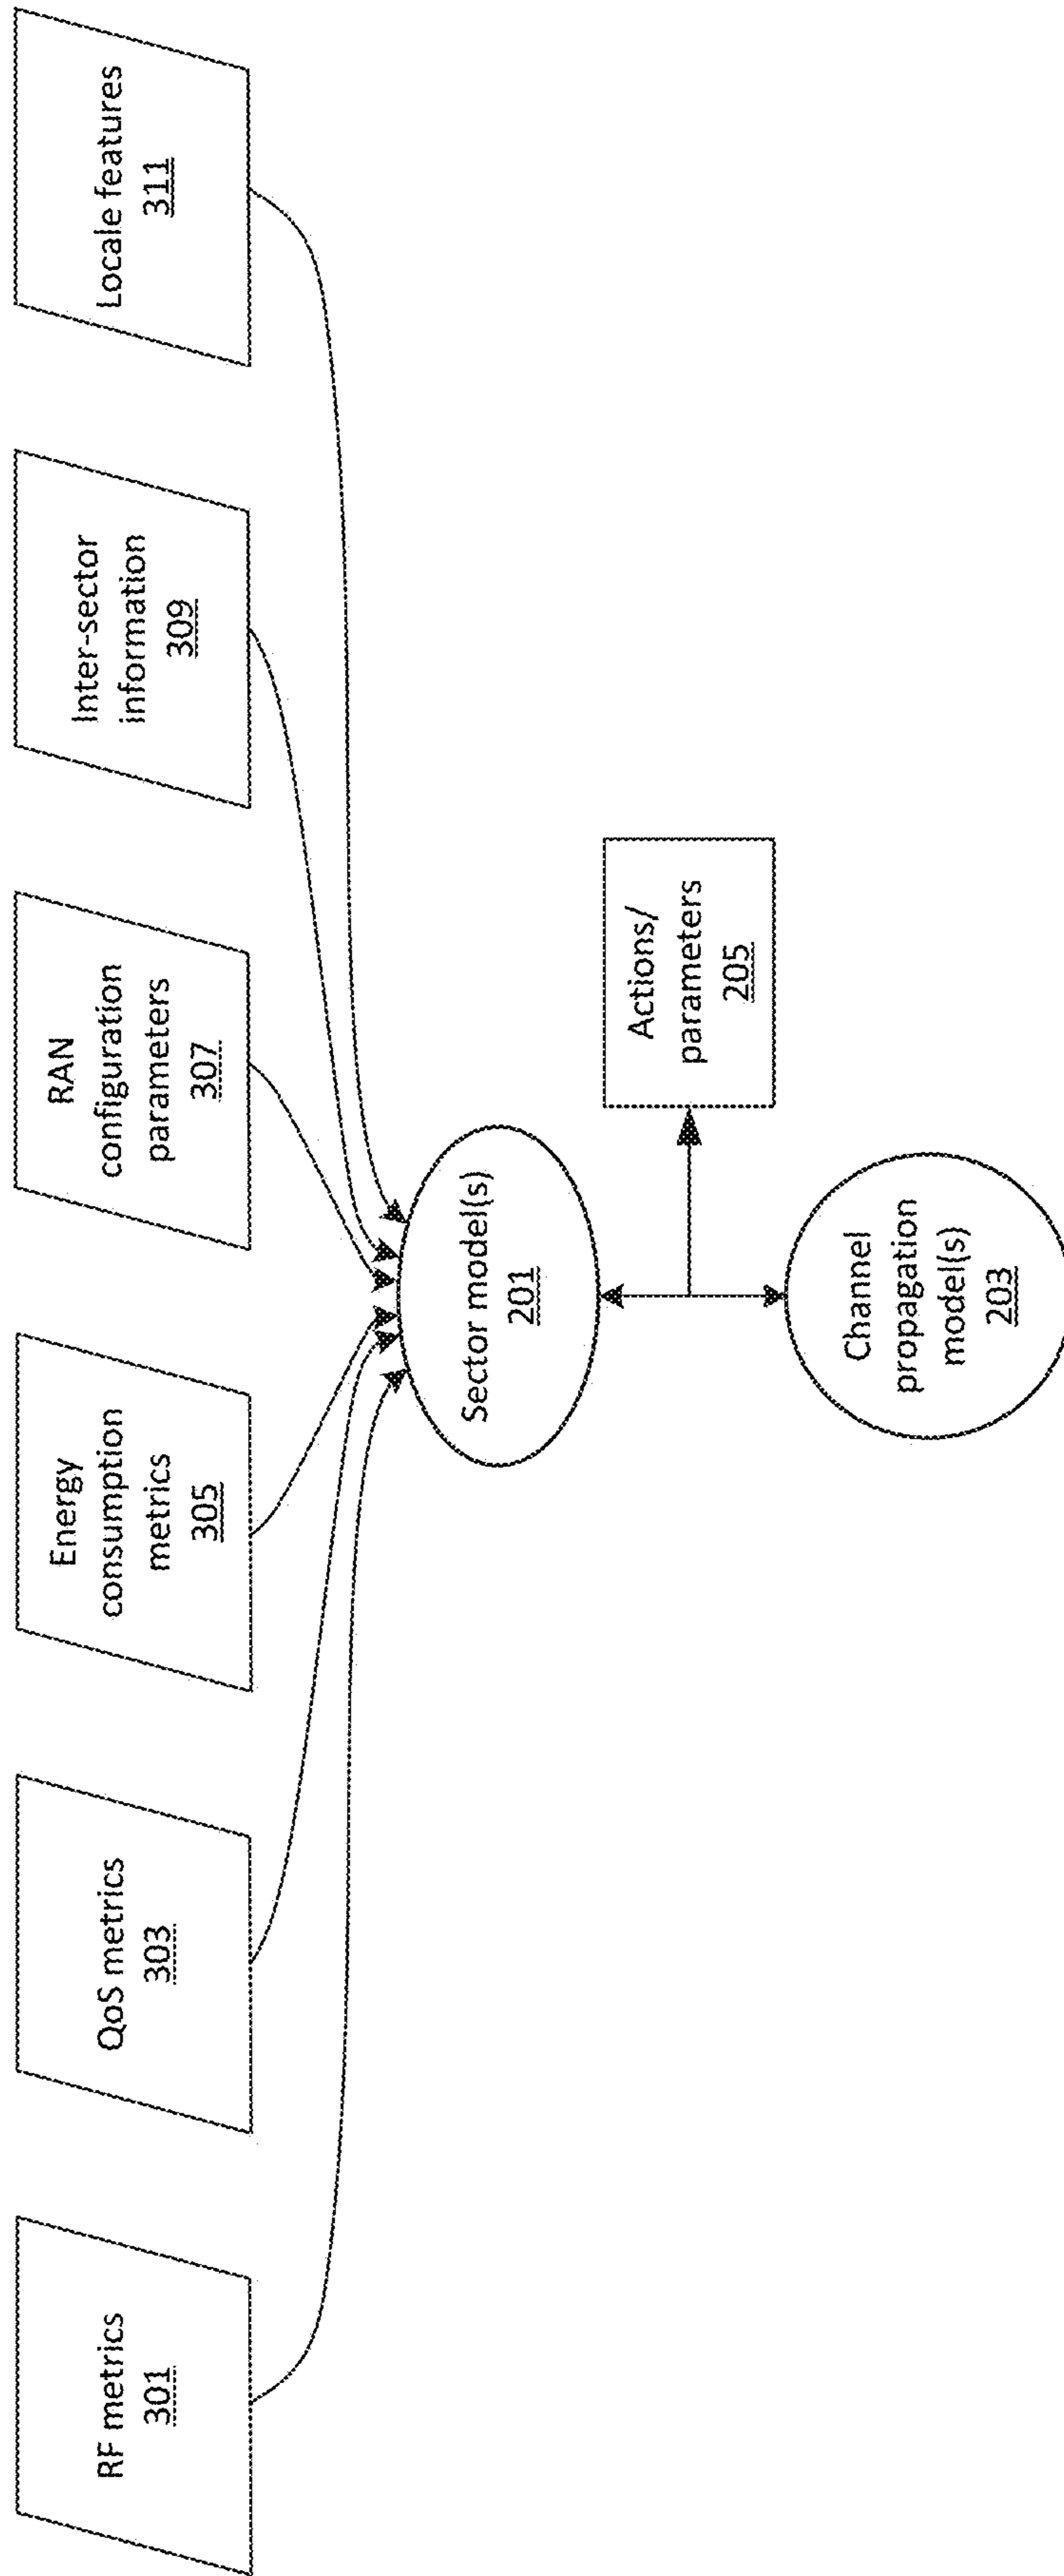 RF metrics
301
QoS metrics
303
Energy
consumption
metrics
305
RAN
configuration
parameters
307
Inter-sector
information
309
Locale features
311
Sector model(s)
201
Actions/
parameters
205
Channel
propagation
model(s)
203